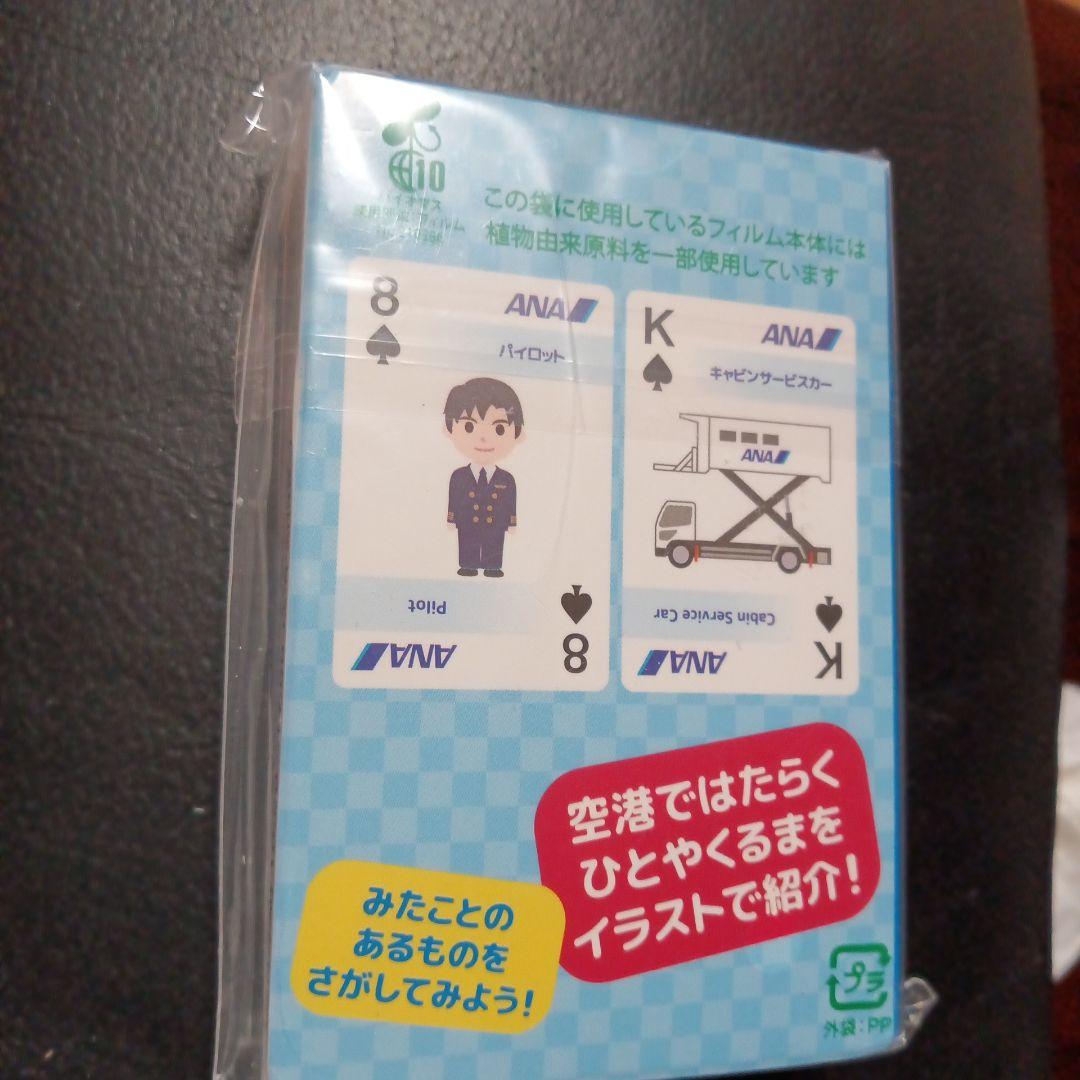 10
バイオマス
この袋に使用しているフィルム本体には
植物由来原料を一部使用しています
8
ANA
パイロット
Pilot
ANA
8
K
ANA
キャビンサービスカー
ANA
Cabin Service Car
ANA
K
空港ではたらく
ひとやくるまを
イラストで紹介!
みたことの
あるものを
さがしてみよう!
プラ
外袋:PP